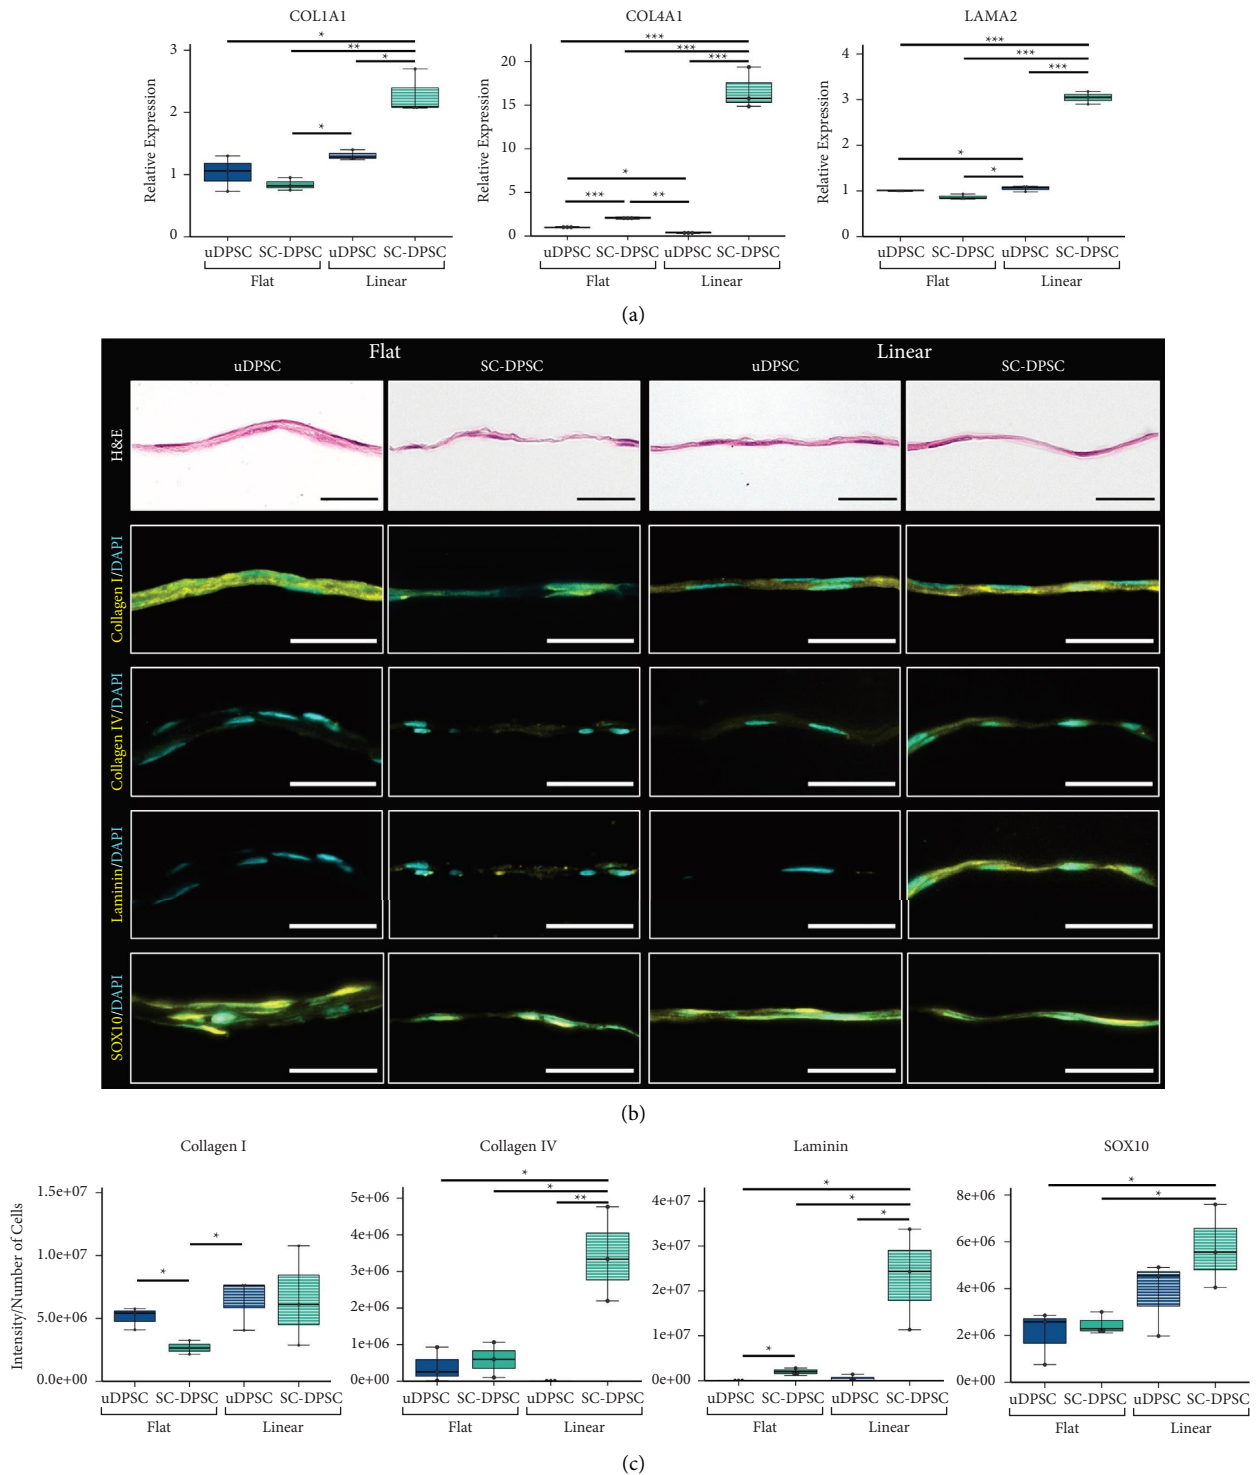 COL1A1
COL4A1
LAMA2
Relative Expression
3
2
1
0
* ** * *
uDPSC SC-DPSC uDPSC SC-DPSC
Flat Linear
Relative Expression
20
15
10
5
0
*** *** *** * *** **
uDPSC SC-DPSC uDPSC SC-DPSC
Flat Linear
Relative Expression
4
3
2
1
0
*** *** *** * *
uDPSC SC-DPSC uDPSC SC-DPSC
Flat Linear
(a)
Flat Linear
uDPSC SC-DPSC uDPSC SC-DPSC
H&E
Collagen I/DAPI
Collagen IV/DAPI
Laminin/DAPI
SOX10/DAPI
(b)
Collagen I
Collagen IV
Laminin
SOX10
Intensity/Number of Cells
1.5e+07
1.0e+07
5.0e+06
0.0e+00
* *
uDPSC SC-DPSC uDPSC SC-DPSC
Flat Linear
5e+06
4e+06
3e+06
2e+06
1e+06
0e+00
* * **
uDPSC SC-DPSC uDPSC SC-DPSC
Flat Linear
4e+07
3e+07
2e+07
1e+07
0e+00
* * * *
uDPSC SC-DPSC uDPSC SC-DPSC
Flat Linear
8e+06
6e+06
4e+06
2e+06
0e+00
* *
uDPSC SC-DPSC uDPSC SC-DPSC
Flat Linear
(c)